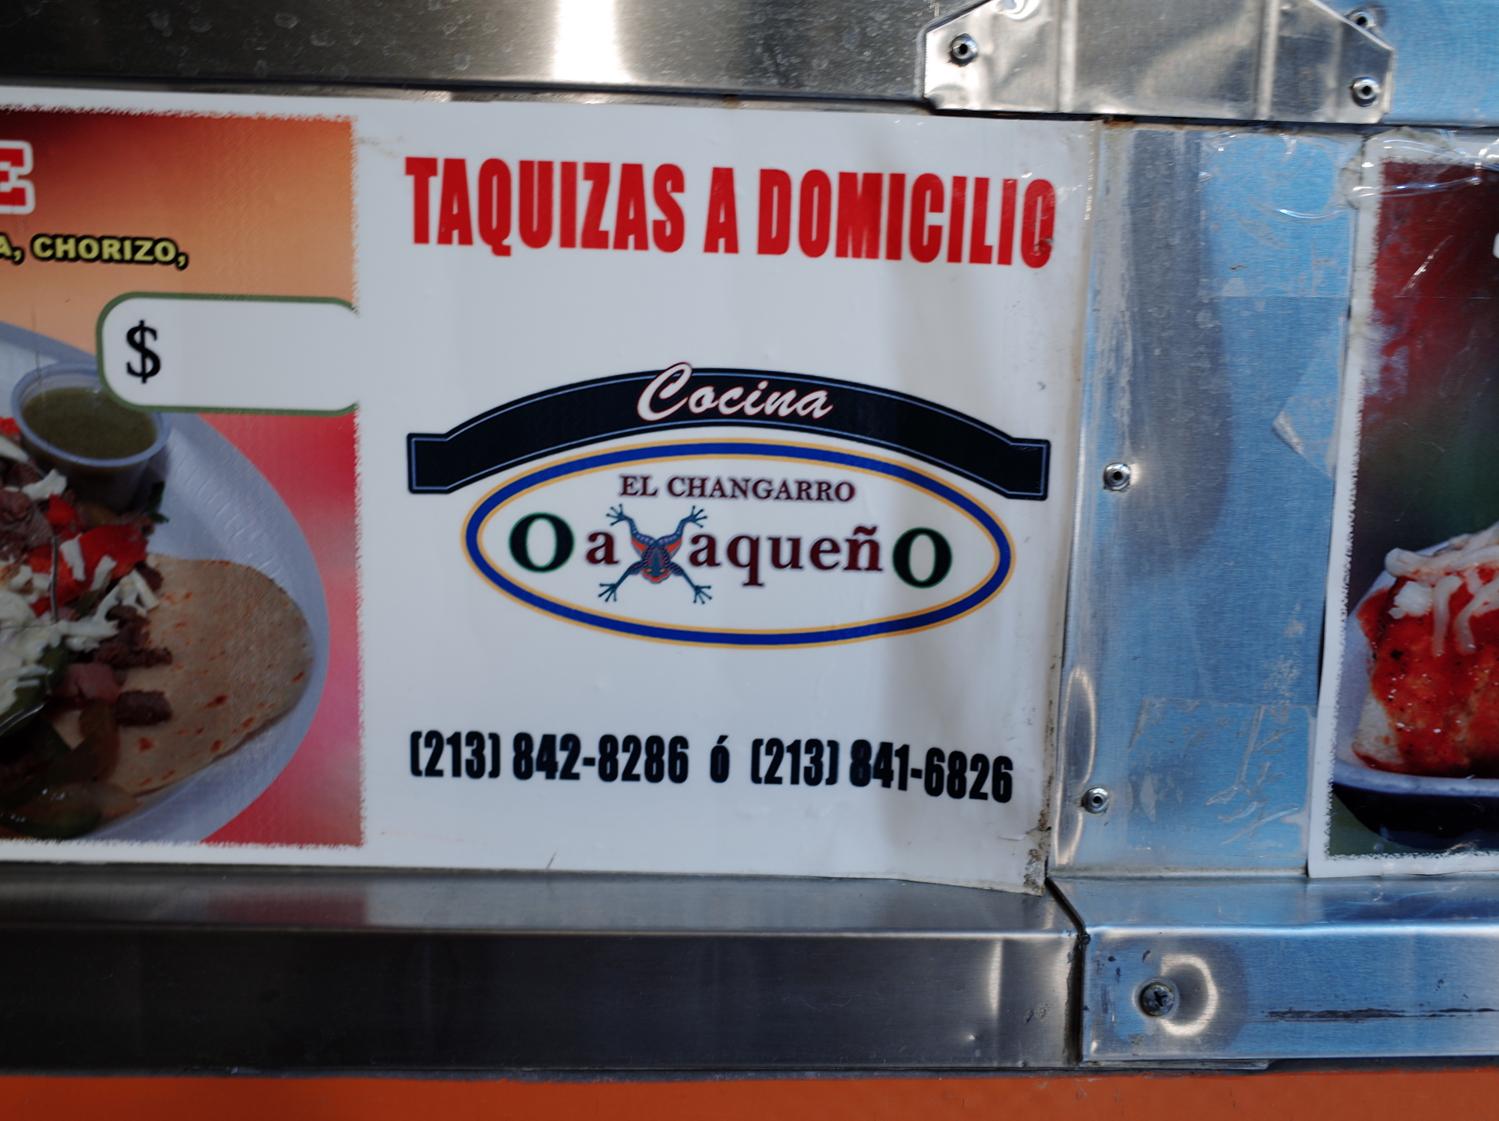 E
A, CHORIZO,
$
TAQUIZAS A DOMICILIO
Cocina
EL CHANGARRO
OaXaqueñO
(213) 842-8286 ó (213) 841-6826